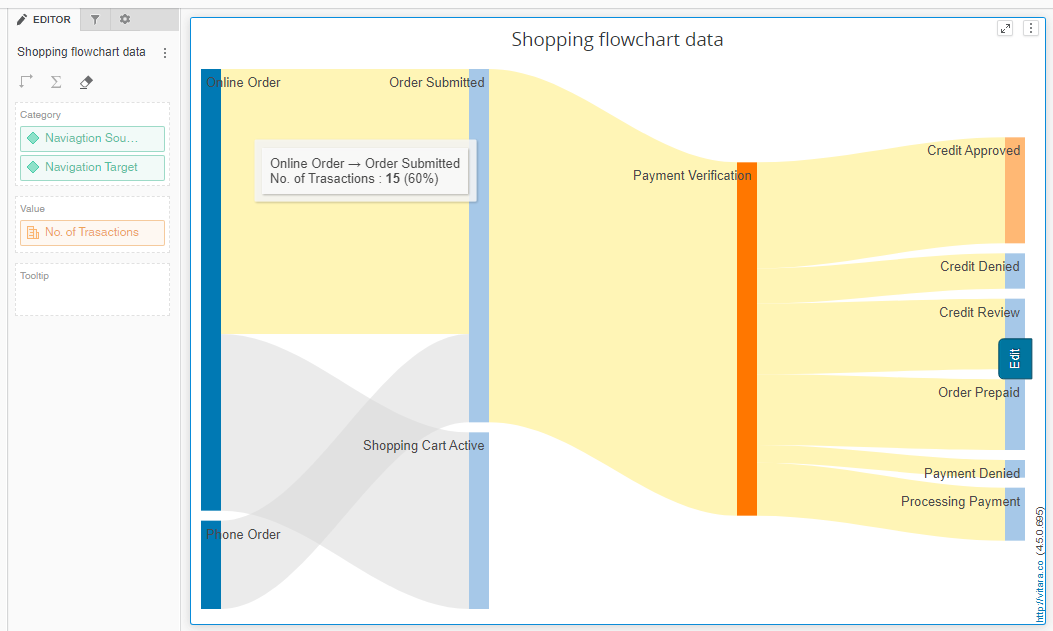 EDITOR
Shopping flowchart data
Category
Naviagtion Sou...
Navigation Target
Value
No. of Trasactions
Tooltip
Shopping flowchart data
Online Order
Order Submitted
Online Order → Order Submitted
No. of Trasactions : 15 (60%)
Shopping Cart Active
Phone Order
Payment Verification
Credit Approved
Credit Denied
Credit Review
Edit
Order Prepaid
Payment Denied
Processing Payment
http://vitara.co (4.5.0.695)